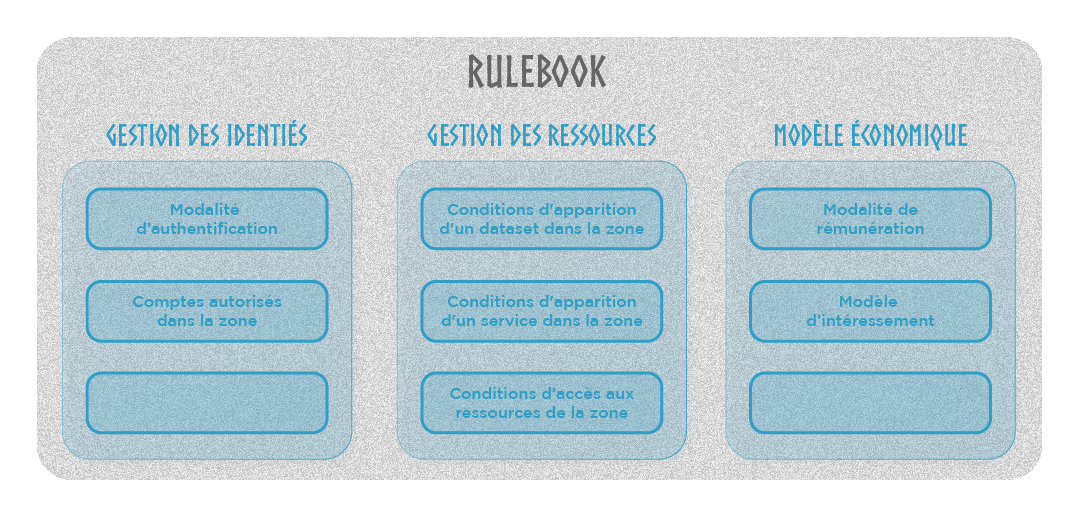 RULEBOOK
GESTION DES IDENTIÉS
Modalité
d'authentification
Comptes autorisés
dans la zone
GESTION DES RESSOURCES
Conditions d'apparition
d'un dataset dans la zone
Conditions d'apparition
d'un service dans la zone
Conditions d'accès aux
ressources de la zone
MODÈLE ÉCONOMIQUE
Modalité de
rémunération
Modèle
d'intéressement